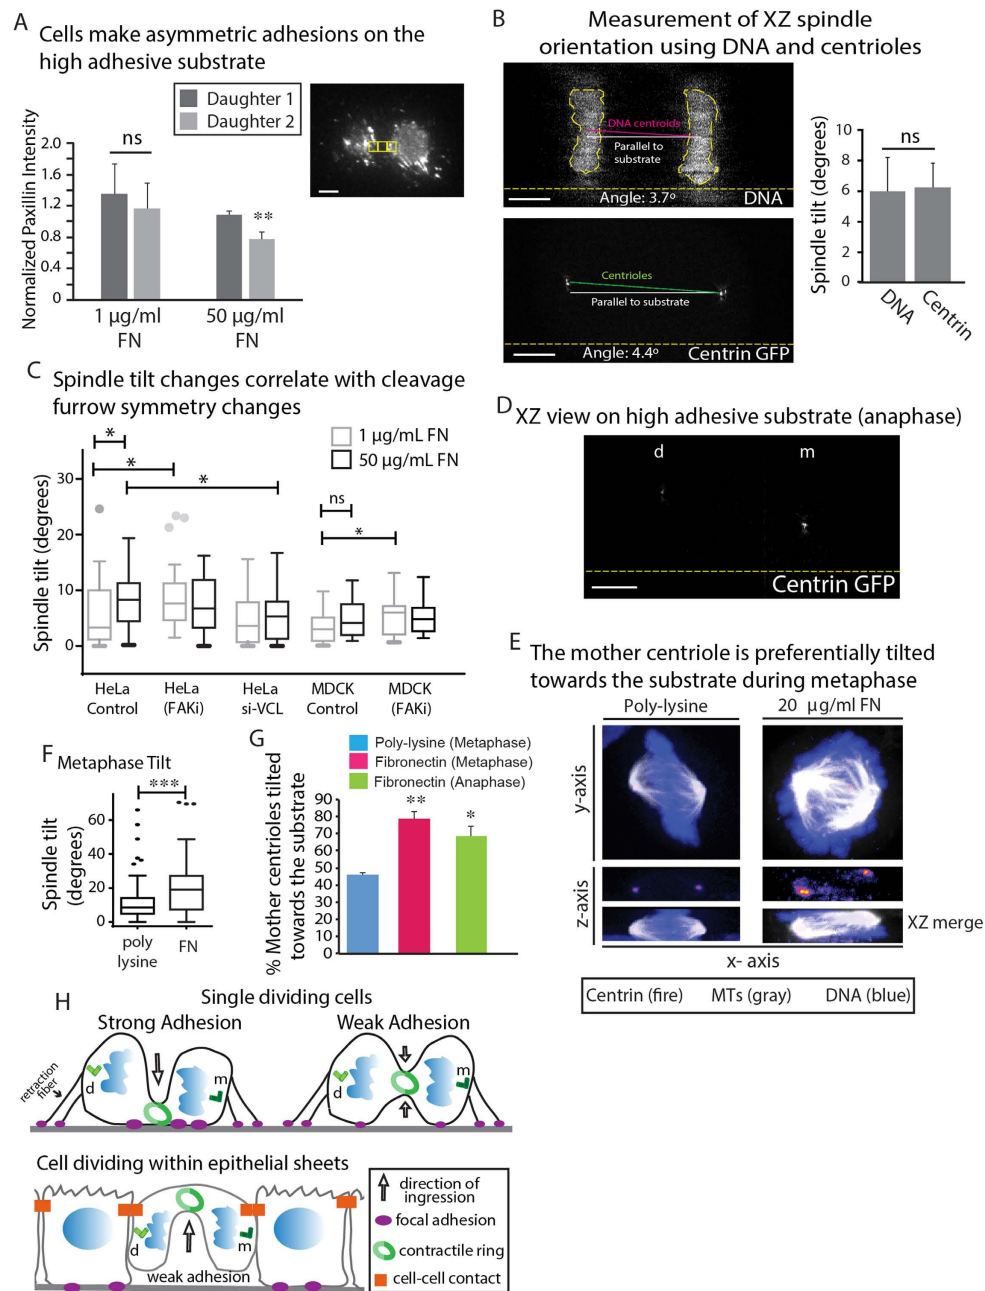 A
Cells make asymmetric adhesions on the
high adhesive substrate
Daughter 1
Daughter 2
Normalized Paxillin Intensity
2.0
1.6
1.2
0.8
0.4
0
ns
**
1 µg/ml
FN
50 µg/ml
FN
B
Measurement of XZ spindle
orientation using DNA and centrioles
DNA centroids
Parallel to
substrate
Angle: 3.7º
DNA
Centrioles
Parallel to substrate
Angle: 4.4º
Centrin GFP
Spindle tilt (degrees)
10
8
6
4
2
0
ns
DNA
Centrin
C
Spindle tilt changes correlate with cleavage
furrow symmetry changes
1 µg/mL FN
50 µg/mL FN
Spindle tilt (degrees)
30
20
10
0
*
*
*
ns
*
HeLa
Control
HeLa
(FAKi)
HeLa
si-VCL
MDCK
Control
MDCK
(FAKi)
D
XZ view on high adhesive substrate (anaphase)
d
m
Centrin GFP
E
The mother centriole is preferentially tilted
towards the substrate during metaphase
Poly-lysine
20 µg/ml FN
y-axis
z-axis
XZ merge
x- axis
Centrin (fire)
MTs (gray)
DNA (blue)
F
Metaphase Tilt
***
Spindle tilt
(degrees)
60
40
20
0
poly
lysine
FN
G
Poly-lysine (Metaphase)
Fibronectin (Metaphase)
Fibronectin (Anaphase)
% Mother centrioles tilted
towards the substrate
90
80
70
60
50
40
30
20
10
0
**
*
H
Single dividing cells
Strong Adhesion
Weak Adhesion
retraction
fiber
d
m
d
m
Cell dividing within epithelial sheets
d
m
weak adhesion
direction of
ingression
focal adhesion
contractile ring
cell-cell contact